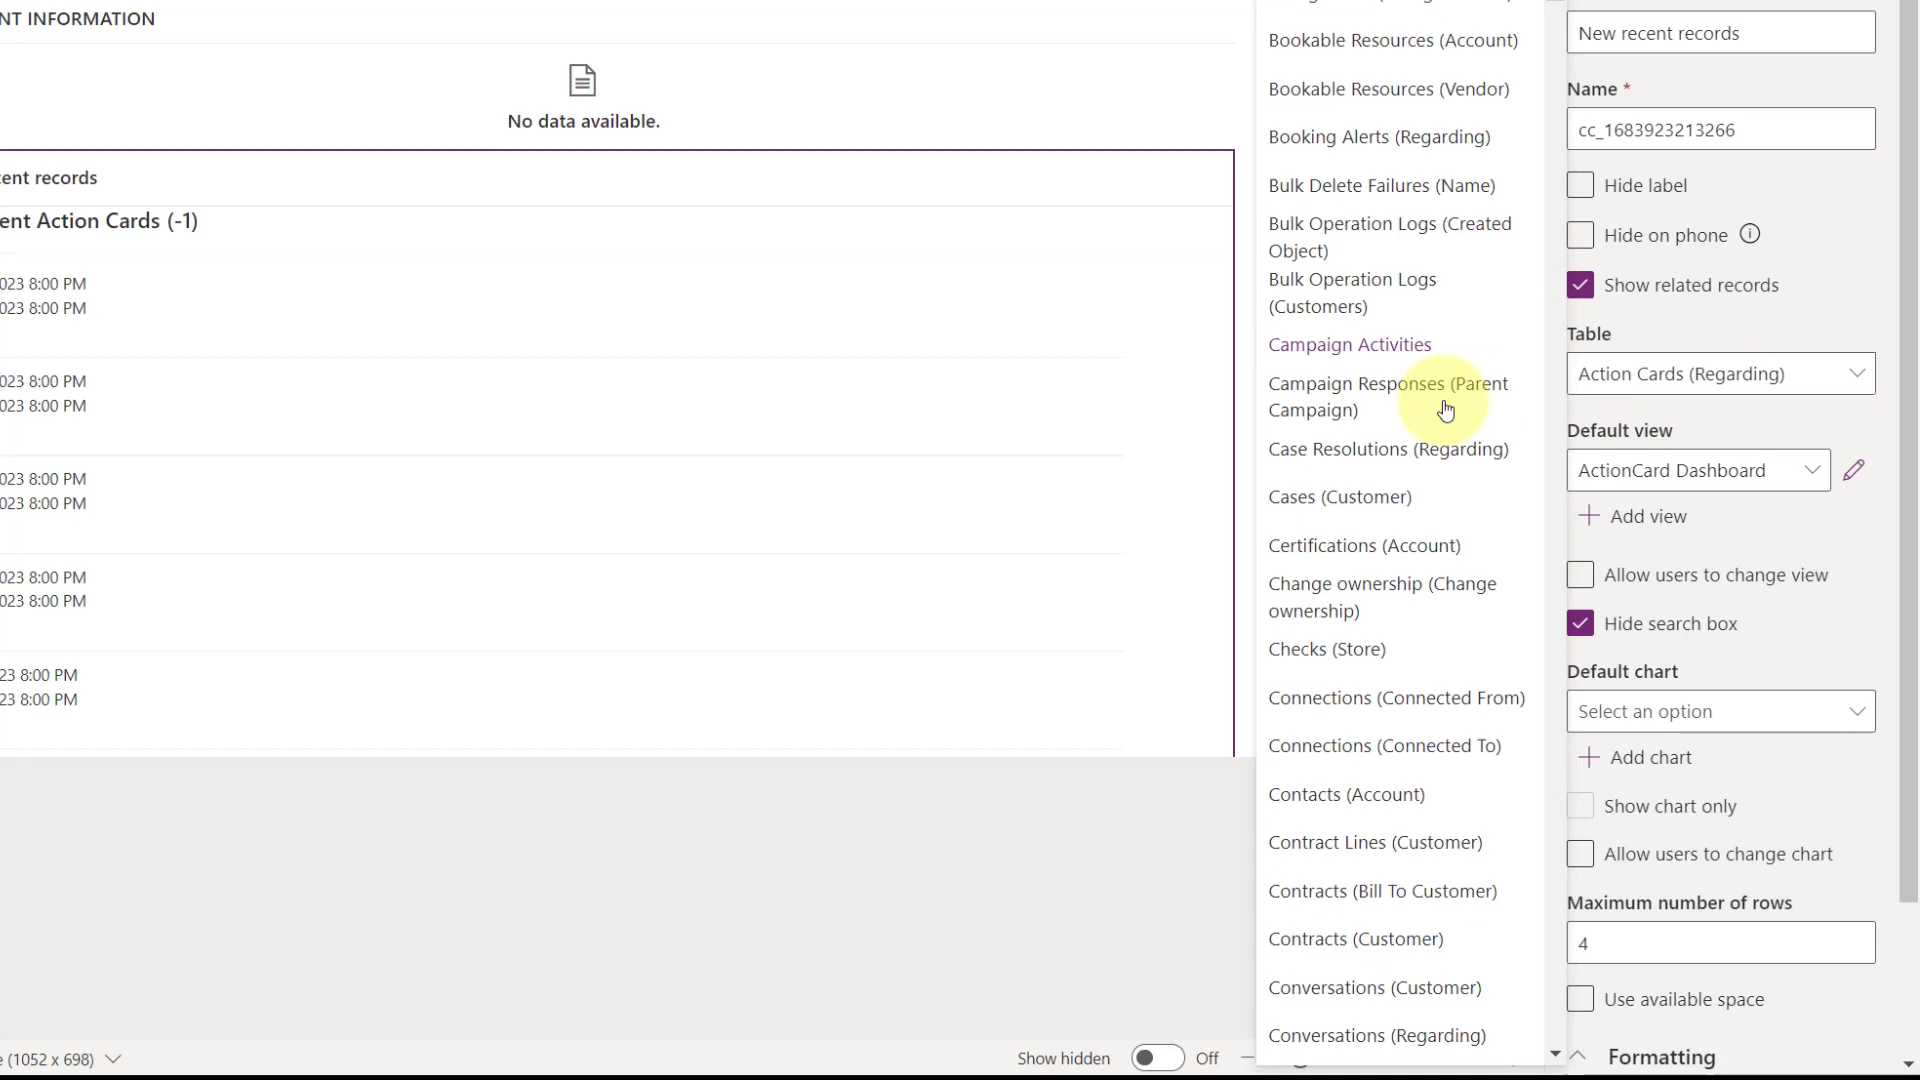 NT INFORMATION
No data available.
ent records
ent Action Cards (-1)
023 8:00 PM
023 8:00 PM
023 8:00 PM
023 8:00 PM
023 8:00 PM
023 8:00 PM
023 8:00 PM
023 8:00 PM
23 8:00 PM
23 8:00 PM
e (1052 x 698)
Show hidden
Off
Bookable Resources (Account)
Bookable Resources (Vendor)
Booking Alerts (Regarding)
Bulk Delete Failures (Name)
Bulk Operation Logs (Created
Object)
Bulk Operation Logs
(Customers)
Campaign Activities
Campaign Responses (Parent
Campaign)
Case Resolutions (Regarding)
Cases (Customer)
Certifications (Account)
Change ownership (Change
ownership)
Checks (Store)
Connections (Connected From)
Connections (Connected To)
Contacts (Account)
Contract Lines (Customer)
Contracts (Bill To Customer)
Contracts (Customer)
Conversations (Customer)
Conversations (Regarding)
New recent records
Name *
cc_1683923213266
Hide label
Hide on phone
Show related records
Table
Action Cards (Regarding)
Default view
ActionCard Dashboard
Add view
Allow users to change view
Hide search box
Default chart
Select an option
Add chart
Show chart only
Allow users to change chart
Maximum number of rows
4
Use available space
Formatting